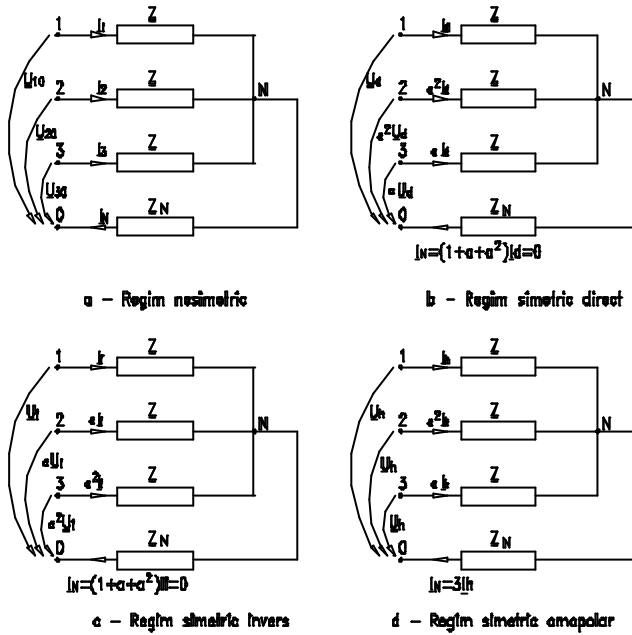 1 I1 Z
U10
2 I2 Z N
U20
3 I3 Z
U30
0 IN ZN
a - Regim nesimetric
1 Id Z
Ud
2 a²Id Z N
a²Ud
3 aId Z
aUd
0 ZN
IN=(1+a+a²)Id=0
b - Regim simetric direct
1 Ii Z
Ui
2 aIi Z N
aUi
3 a²Ii Z
a²Ui
0 ZN
IN=(1+a+a²)Ii=0
c - Regim simetric invers
1 Ih Z
Uh
2 a²Ih Z N
Uh
3 aIh Z
Uh
0 ZN
IN=3Ih
d - Regim simetric omopolar